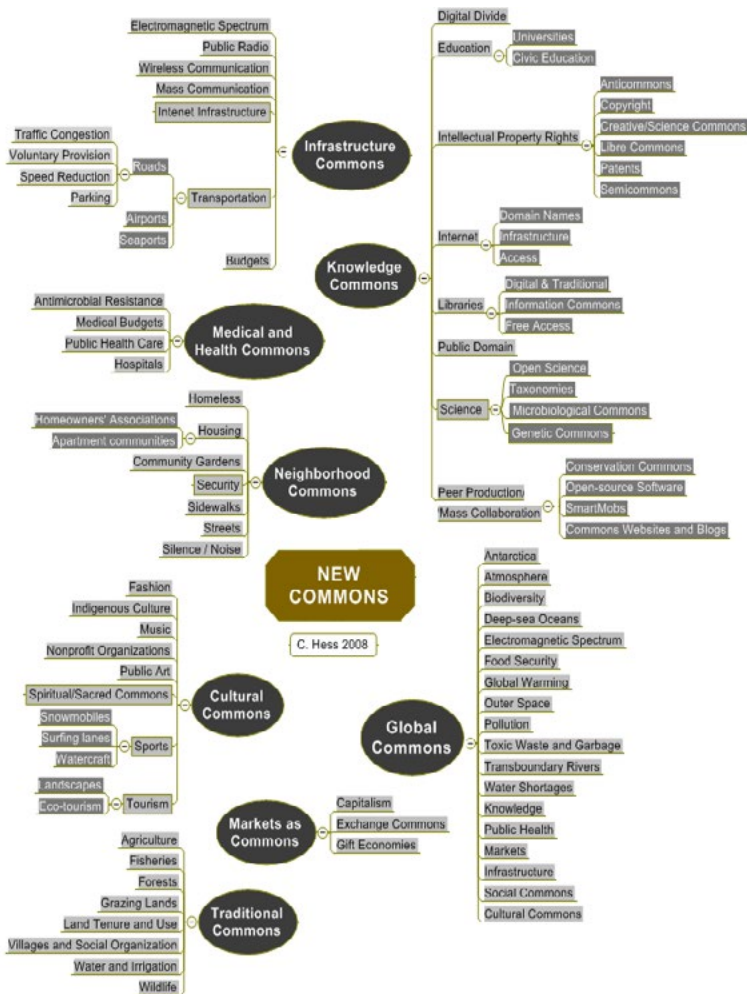 Electromagnetic Spectrum
Public Radio
Wireless Communication
Mass Communication
Intenet Infrastructure
Infrastructure
Commons
Traffic Congestion
Voluntary Provision
Speed Reduction
Parking
Roads
Airports
Seaports
Transportation
Budgets
Antimicrobial Resistance
Medical Budgets
Public Health Care
Hospitals
Medical and
Health Commons
Homeless
Homeowners' Associations
Apartment communities
Housing
Community Gardens
Security
Sidewalks
Streets
Silence / Noise
Neighborhood
Commons
NEW
COMMONS
C. Hess 2008
Fashion
Indigenous Culture
Music
Nonprofit Organizations
Public Art
Spiritual/Sacred Commons
Snowmobiles
Surfing lanes
Watercraft
Sports
Landscapes
Eco-tourism
Tourism
Cultural
Commons
Agriculture
Fisheries
Forests
Grazing Lands
Land Tenure and Use
Villages and Social Organization
Water and Irrigation
Wildlife
Traditional
Commons
Markets as
Commons
Capitalism
Exchange Commons
Gift Economies
Knowledge
Commons
Digital Divide
Education
Universities
Civic Education
Intellectual Property Rights
Anticommons
Copyright
Creative/Science Commons
Libre Commons
Patents
Semicommons
Internet
Domain Names
Infrastructure
Access
Libraries
Digital & Traditional
Information Commons
Free Access
Public Domain
Science
Open Science
Taxonomies
Microbiological Commons
Genetic Commons
Peer Production/
Mass Collaboration
Conservation Commons
Open-source Software
SmartMobs
Commons Websites and Blogs
Global
Commons
Antarctica
Atmosphere
Biodiversity
Deep-sea Oceans
Electromagnetic Spectrum
Food Security
Global Warming
Outer Space
Pollution
Toxic Waste and Garbage
Transboundary Rivers
Water Shortages
Knowledge
Public Health
Markets
Infrastructure
Social Commons
Cultural Commons